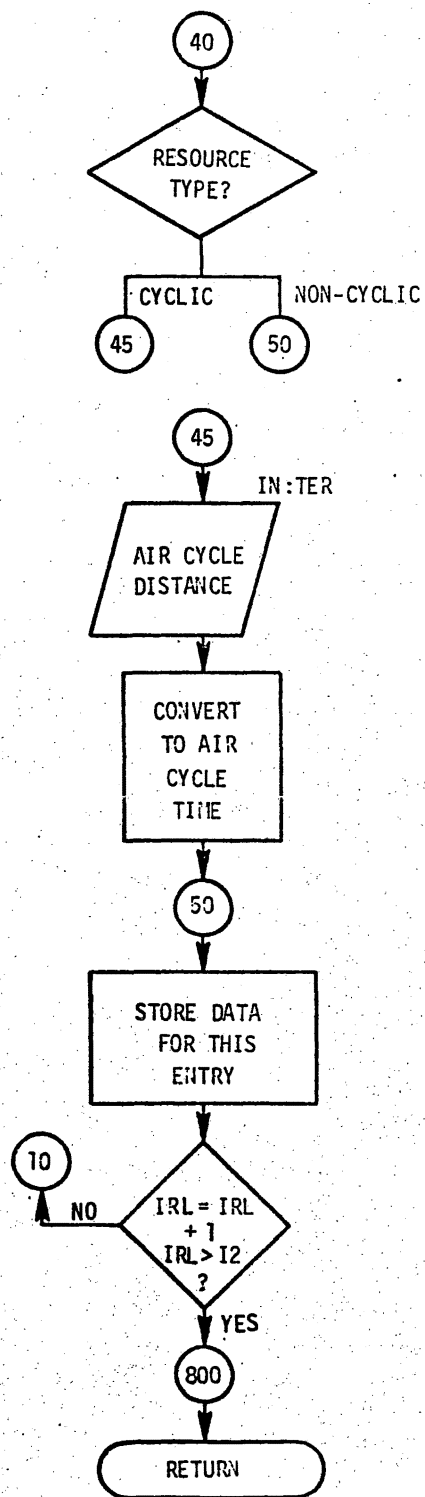 40
RESOURCE
TYPE?
CYCLIC
NON-CYCLIC
45
50
45
IN:TER
AIR CYCLE
DISTANCE
CONVERT
TO AIR
CYCLE
TIME
50
STORE DATA
FOR THIS
ENTRY
10
NO
IRL = IRL
+ 1
IRL > I2
?
YES
800
RETURN